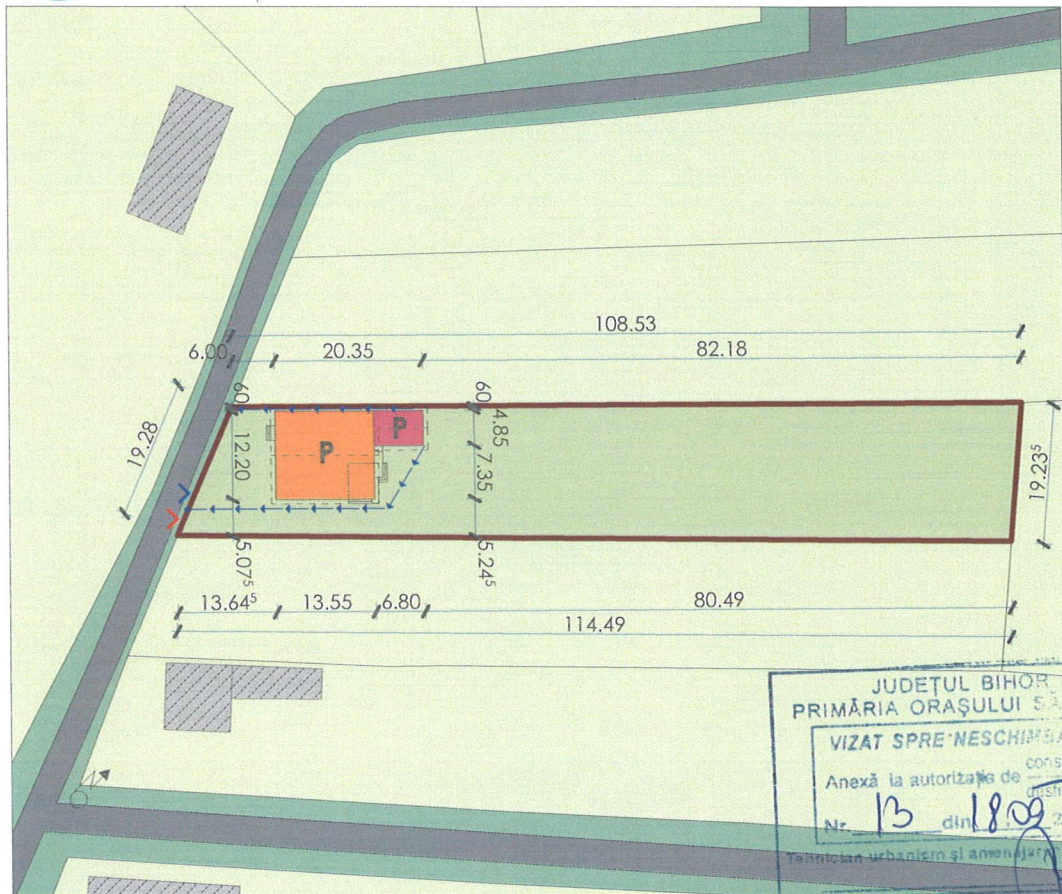 108.53
6.00 20.35 82.18
19.28
60
12.20
5.07⁵
60
4.85
7.35
5.24⁵
P
P
19.23⁵
13.64⁵ 13.55 6.80 80.49
114.49
N
JUDEȚUL BIHOR
PRIMĂRIA ORAȘULUI
VIZAT SPRE NESCHIMBA
Anexă la autorizația de
cons
Nr. 13 din 18.09 2
Tehnician urbanism și amenajare